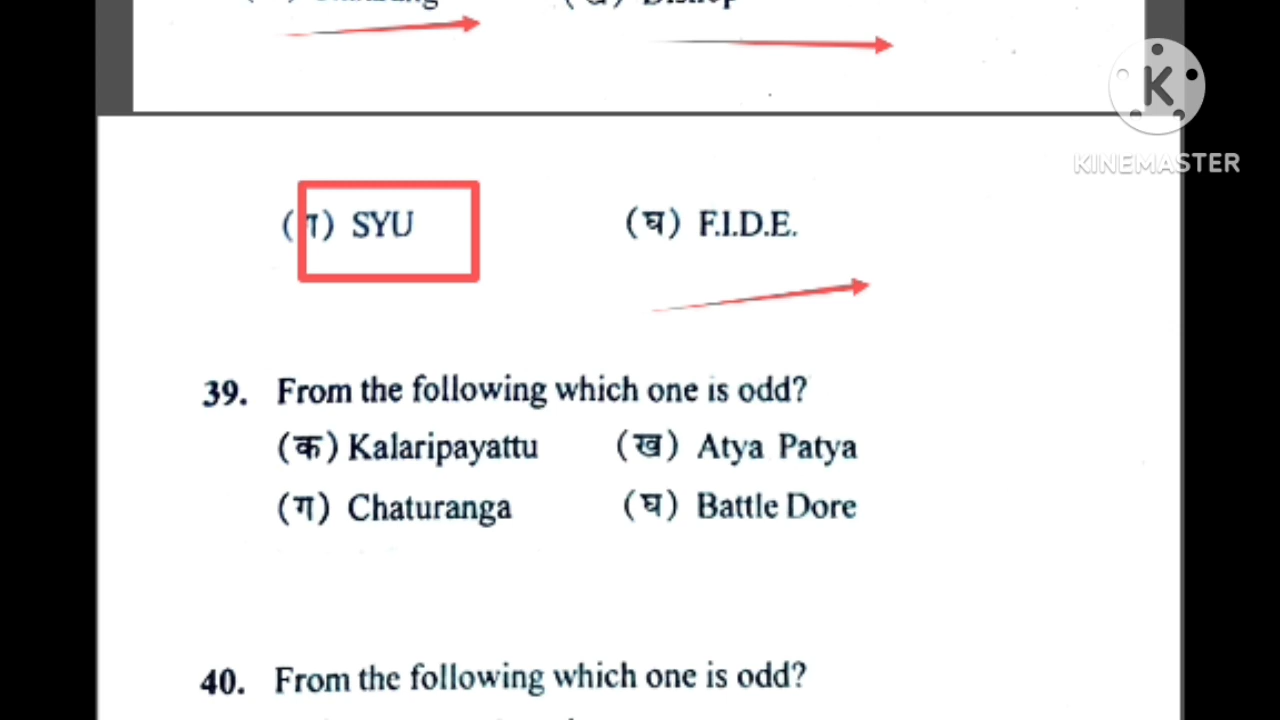 K
KINEMASTER
(ग) SYU (घ) F.I.D.E.
39. From the following which one is odd?
(क) Kalaripayattu (ख) Atya Patya
(ग) Chaturanga (घ) Battle Dore
40. From the following which one is odd?